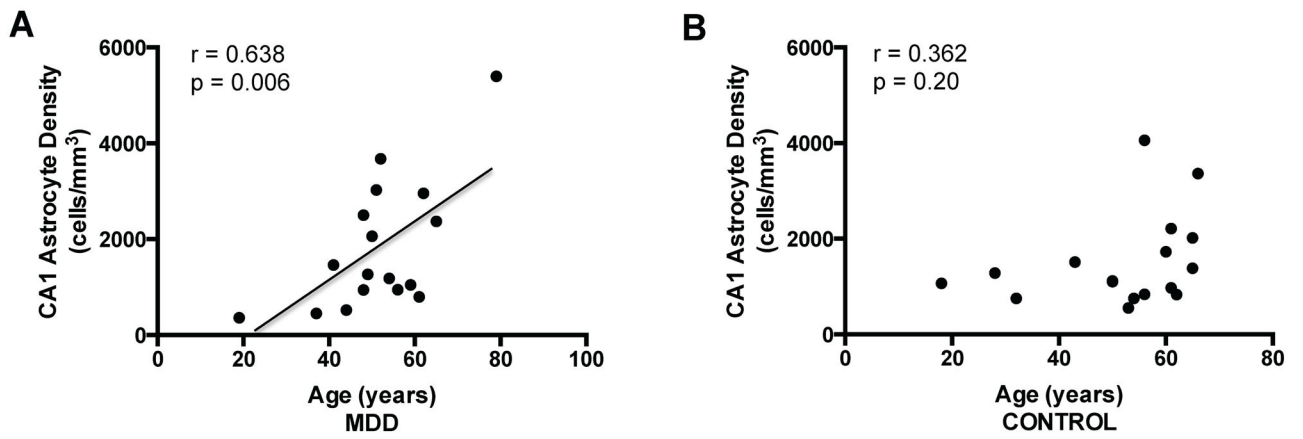 A
r = 0.638
p = 0.006
CA1 Astrocyte Density
(cells/mm³)
6000
4000
2000
0
0 20 40 60 80 100
Age (years)
MDD
B
r = 0.362
p = 0.20
CA1 Astrocyte Density
(cells/mm³)
6000
4000
2000
0
0 20 40 60 80
Age (years)
CONTROL